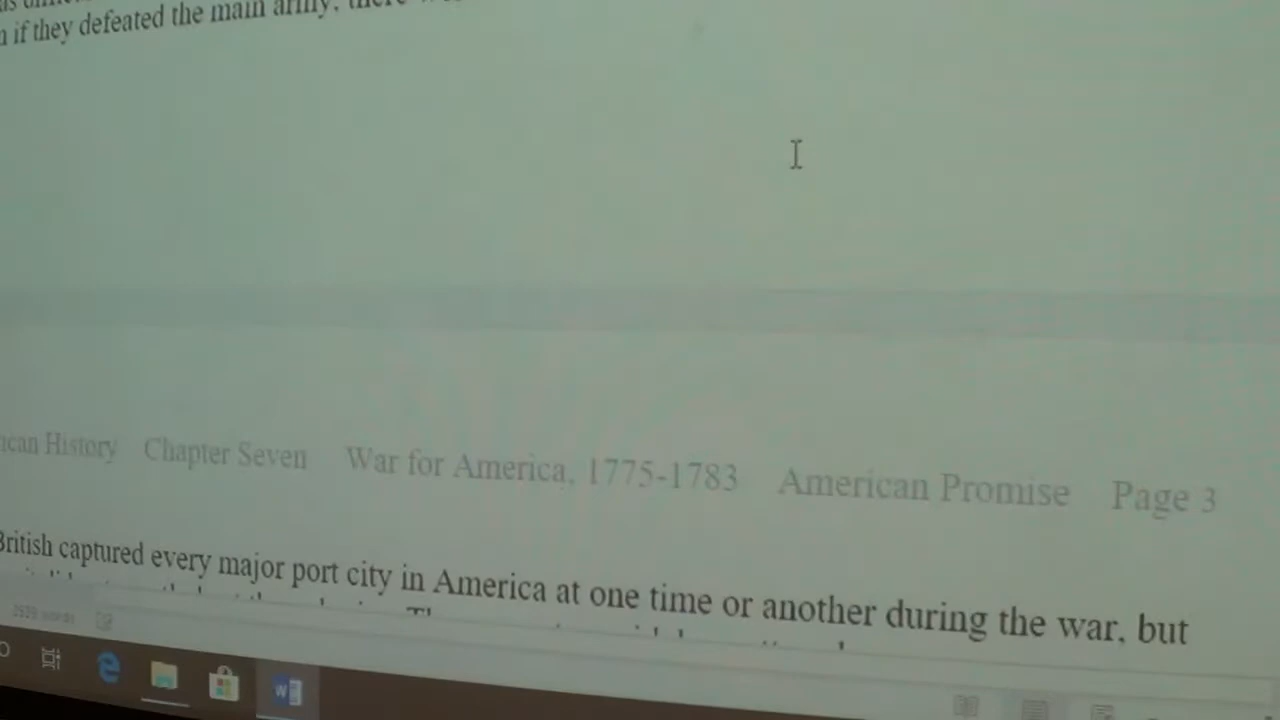 if they defeated the main army,
History Chapter Seven War for America, 1775-1783 American Promise Page 3
British captured every major port city in America at one time or another during the war, but
words